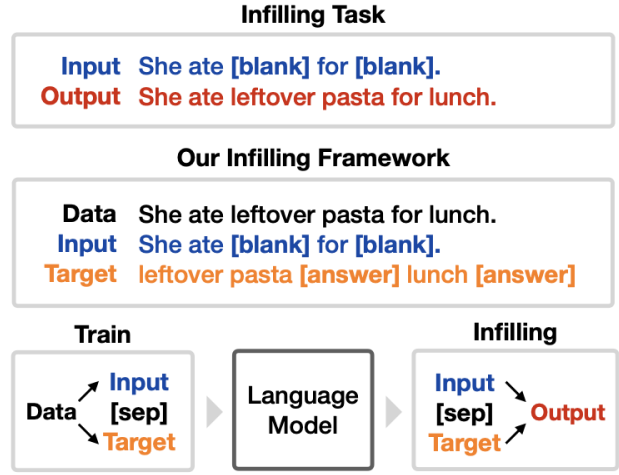 Infilling Task
Input She ate [blank] for [blank].
Output She ate leftover pasta for lunch.
Our Infilling Framework
Data She ate leftover pasta for lunch.
Input She ate [blank] for [blank].
Target leftover pasta [answer] lunch [answer]
Train
Data
Input
[sep]
Target
Language
Model
Infilling
Input
[sep]
Target
Output